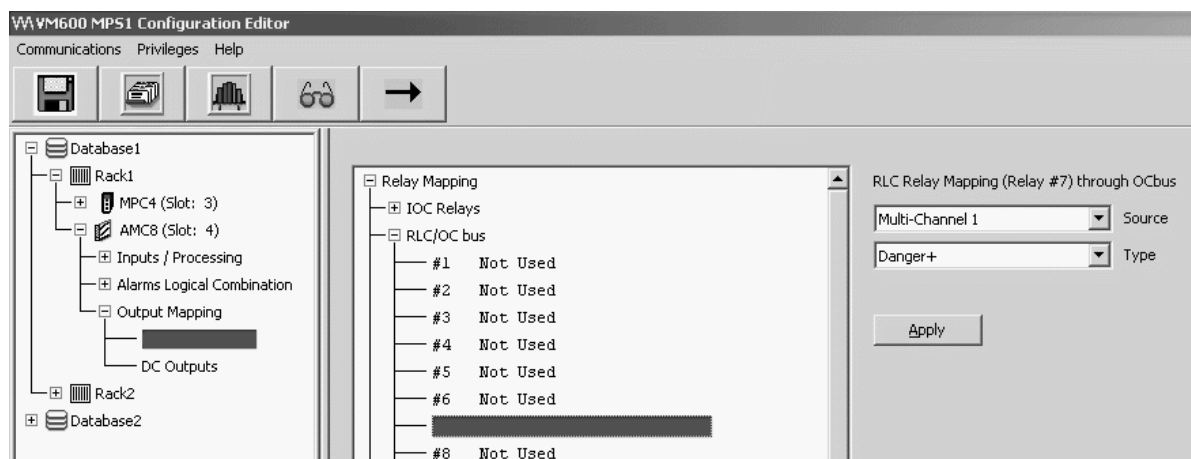 VM600 MPS1 Configuration Editor
Communications Privileges Help
Database1
Rack1
MPC4 (Slot: 3)
AMC8 (Slot: 4)
Inputs / Processing
Alarms Logical Combination
Output Mapping
DC Outputs
Rack2
Database2
Relay Mapping
IOC Relays
RLC/OC bus
#1 Not Used
#2 Not Used
#3 Not Used
#4 Not Used
#5 Not Used
#6 Not Used
#8 Not Used
RLC Relay Mapping (Relay #7) through OCbus
Multi-Channel 1 Source
Danger+ Type
Apply